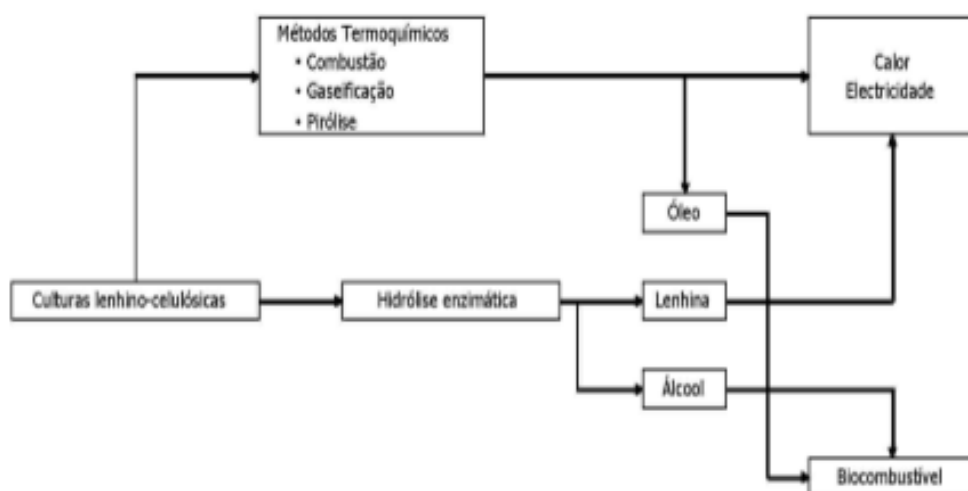 Métodos Termoquímicos
• Combustão
• Gaseificação
• Pirólise
Calor
Electricidade
Óleo
Culturas lenhino-celulósicas
Hidrólise enzimática
Lenhina
Álcool
Biocombustível